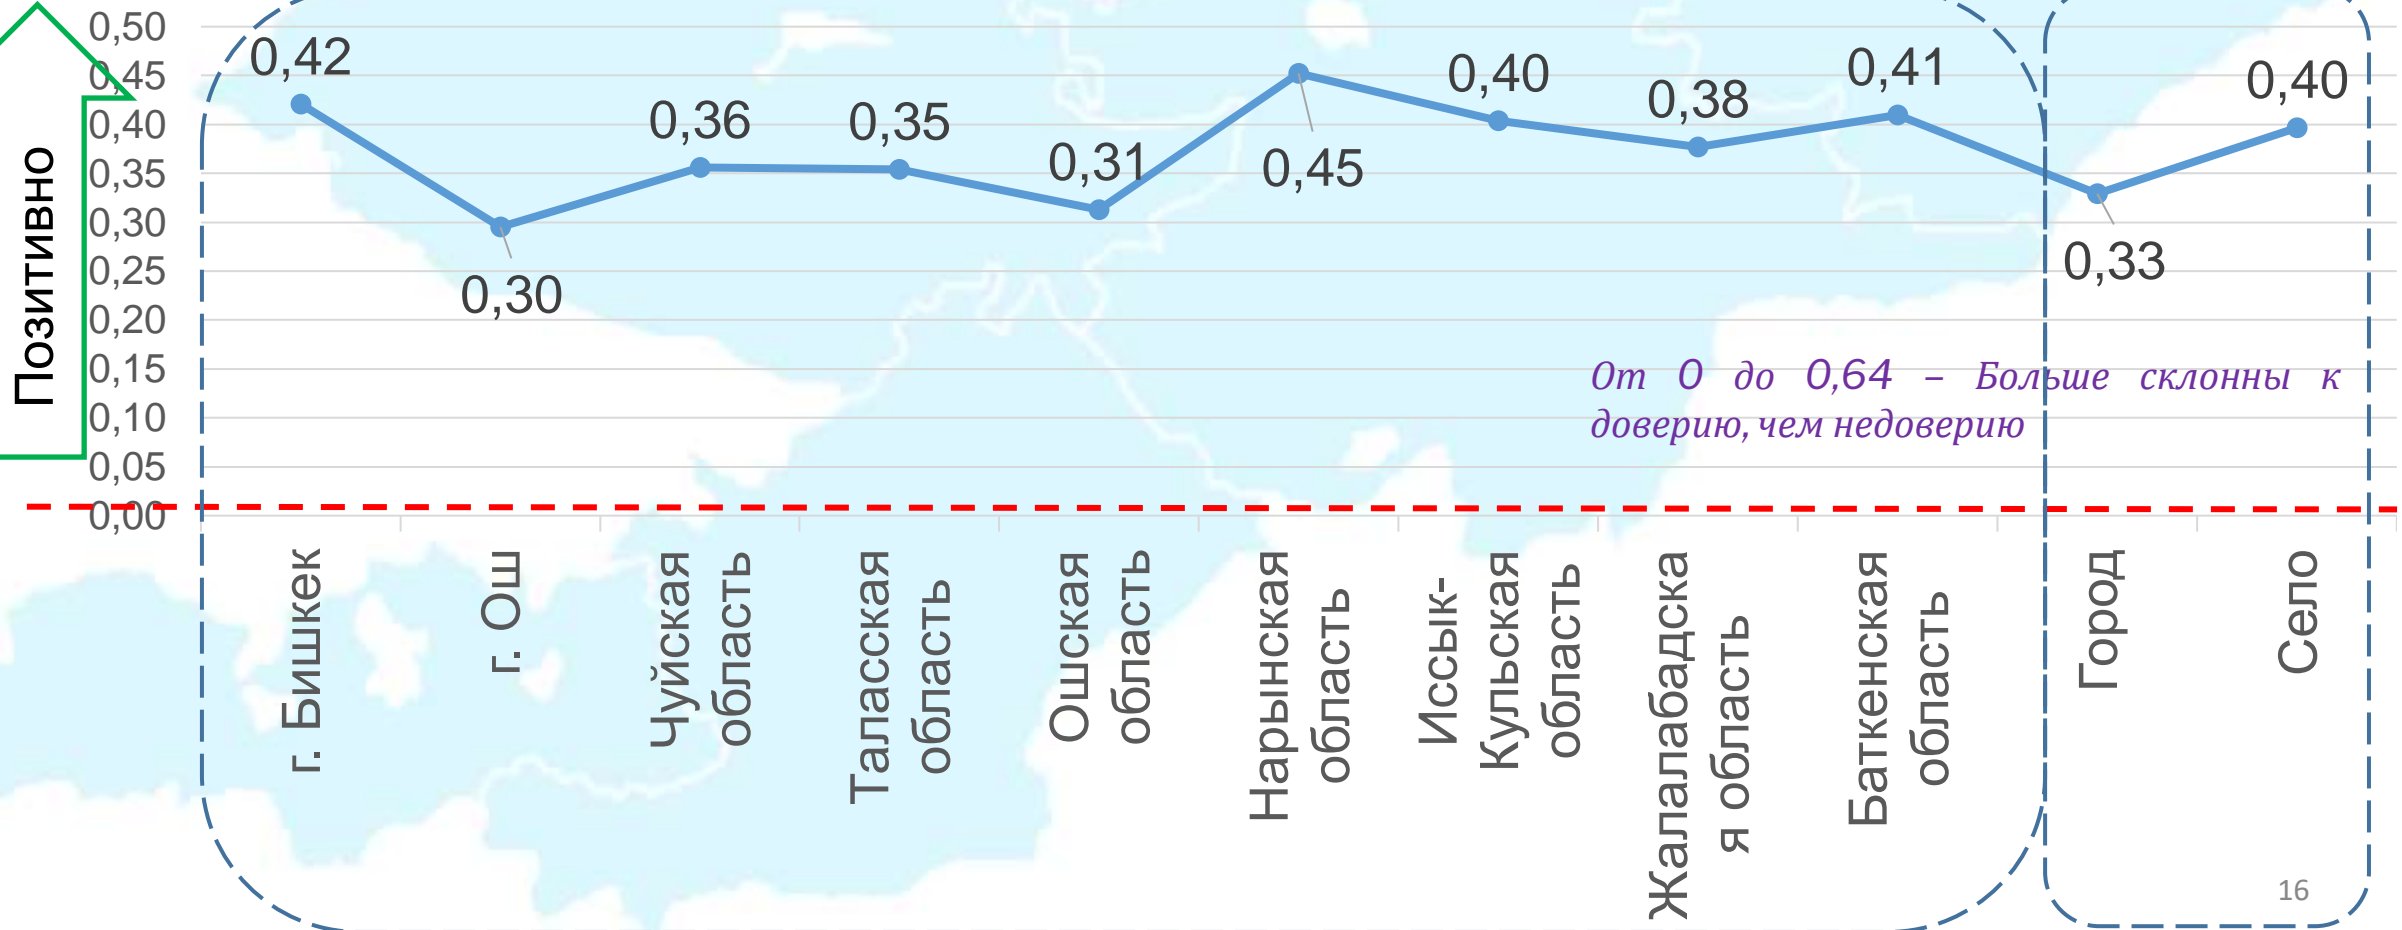 Позитивно
0,50
0,45
0,40
0,35
0,30
0,25
0,20
0,15
0,10
0,05
0,00
0,42
0,30
0,36
0,35
0,31
0,45
0,40
0,38
0,41
0,33
0,40
От 0 до 0,64 – Больше склонны к
доверию, чем недоверию
г. Бишкек
г. Ош
Чуйская
область
Таласская
область
Ошская
область
Нарынская
область
Иссык-
Кульская
область
Жалалабадска
я область
Баткенская
область
Город
Село
16